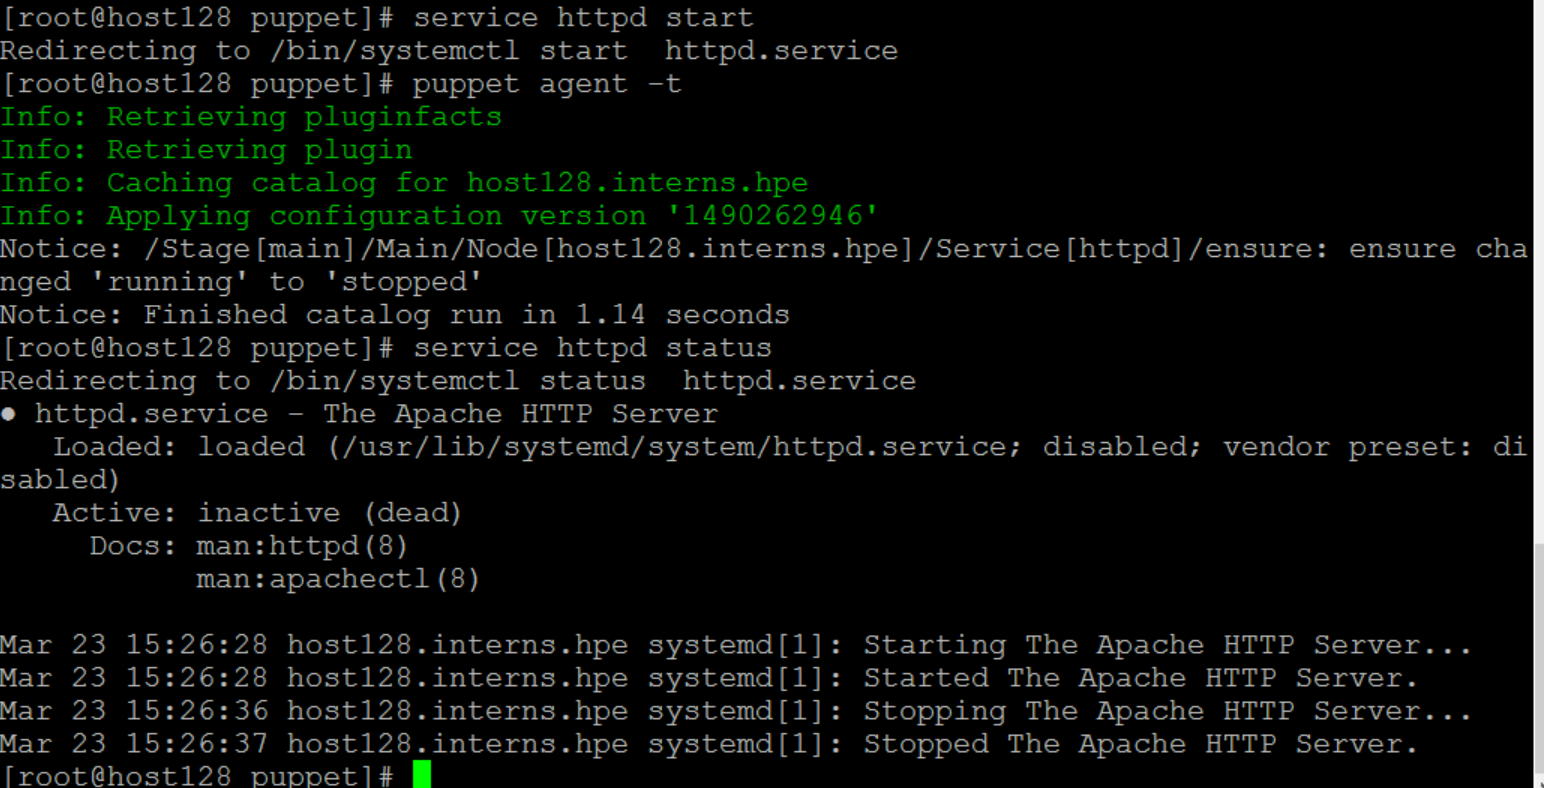 [root@host128 puppet]# service httpd start
Redirecting to /bin/systemctl start  httpd.service
[root@host128 puppet]# puppet agent -t
Info: Retrieving pluginfacts
Info: Retrieving plugin
Info: Caching catalog for host128.interns.hpe
Info: Applying configuration version '1490262946'
Notice: /Stage[main]/Main/Node[host128.interns.hpe]/Service[httpd]/ensure: ensure cha
nged 'running' to 'stopped'
Notice: Finished catalog run in 1.14 seconds
[root@host128 puppet]# service httpd status
Redirecting to /bin/systemctl status  httpd.service
● httpd.service - The Apache HTTP Server
   Loaded: loaded (/usr/lib/systemd/system/httpd.service; disabled; vendor preset: di
sabled)
   Active: inactive (dead)
     Docs: man:httpd(8)
           man:apachectl(8)

Mar 23 15:26:28 host128.interns.hpe systemd[1]: Starting The Apache HTTP Server...
Mar 23 15:26:28 host128.interns.hpe systemd[1]: Started The Apache HTTP Server.
Mar 23 15:26:36 host128.interns.hpe systemd[1]: Stopping The Apache HTTP Server...
Mar 23 15:26:37 host128.interns.hpe systemd[1]: Stopped The Apache HTTP Server.
[root@host128 puppet]#